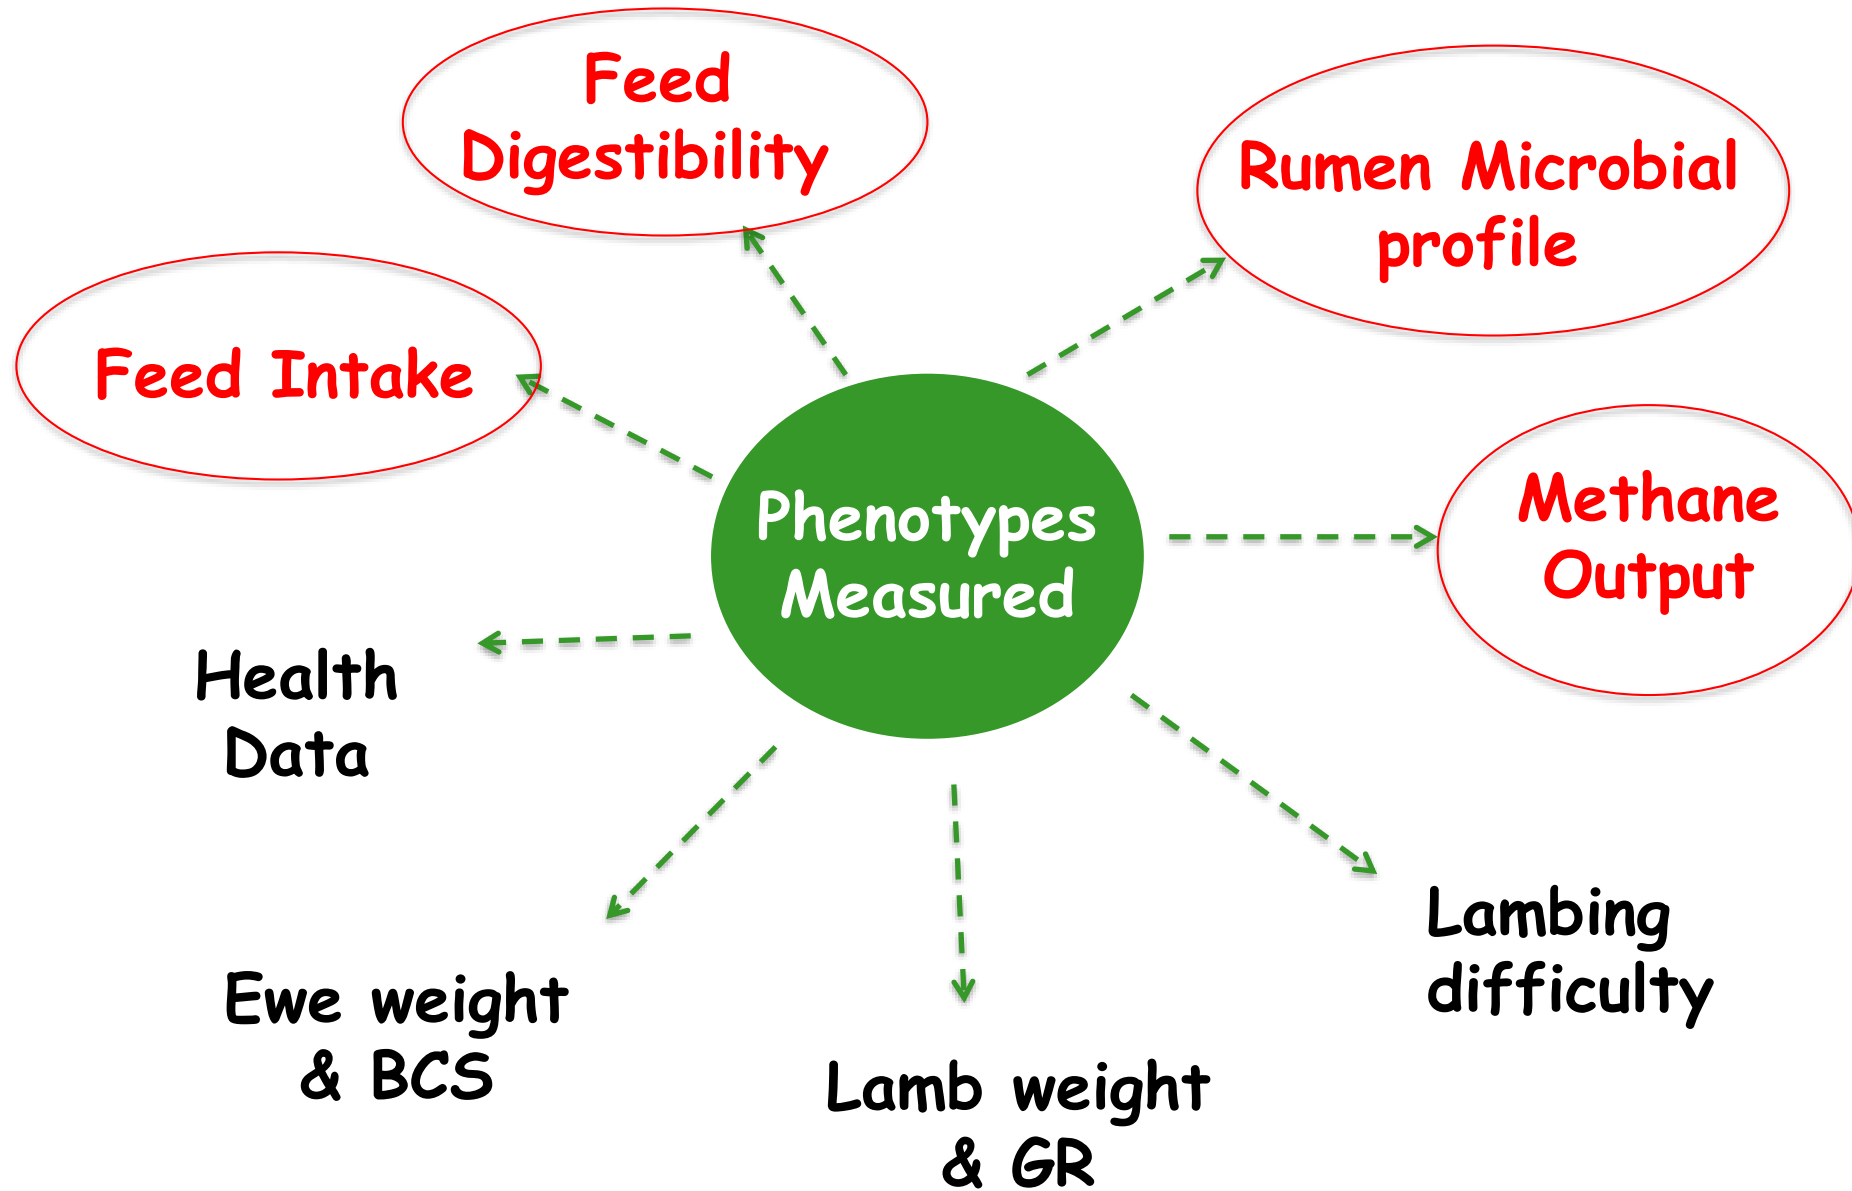 Feed
Digestibility
Rumen Microbial
profile
Feed Intake
Methane
Output
Phenotypes
Measured
Health
Data
Ewe weight
& BCS
Lamb weight
& GR
Lambing
difficulty